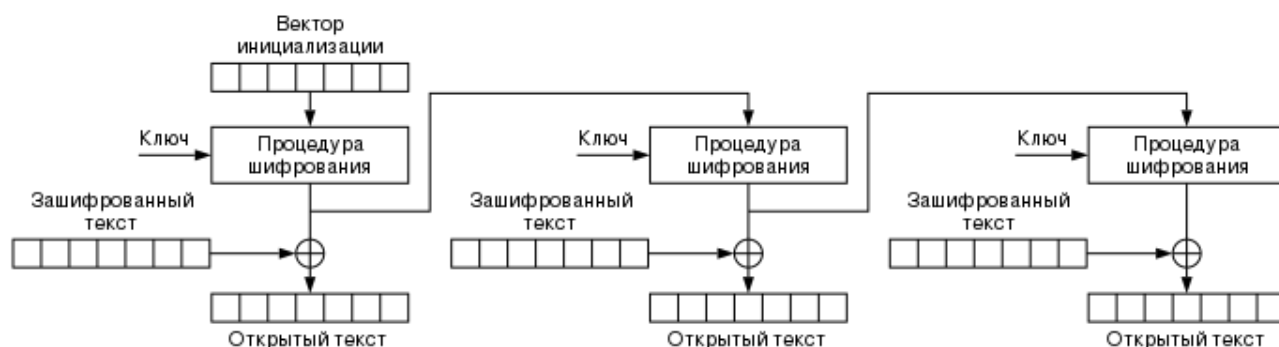 Вектор
инициализации
Ключ
Процедура
шифрования
Ключ
Процедура
шифрования
Ключ
Процедура
шифрования
Зашифрованный
текст
Зашифрованный
текст
Зашифрованный
текст
Открытый текст
Открытый текст
Открытый текст